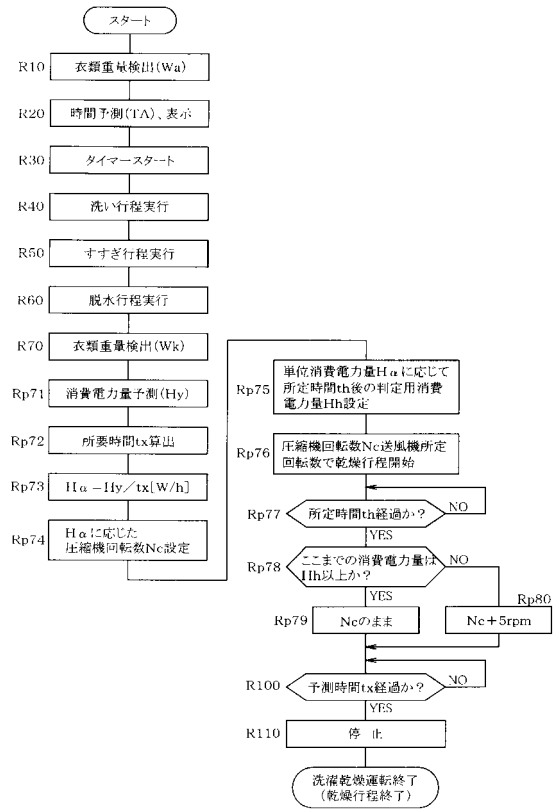 スタート
R10
衣類重量検出(Wa)
R20
時間予測(TA)、表示
R30
タイマースタート
R40
洗い行程実行
R50
すすぎ行程実行
R60
脱水行程実行
R70
衣類重量検出(Wk)
Rp71
消費電力量予測(Hy)
Rp72
所要時間tx算出
Rp73
Hα=Hy/tx[W/h]
Rp74
Hαに応じた
圧縮機回転数Nc設定
Rp75
単位消費電力量Hαに応じて
所定時間th後の判定用消費
電力量Hh設定
Rp76
圧縮機回転数Nc送風機所定
回転数で乾燥行程開始
Rp77
所定時間th経過か?
NO
YES
Rp78
ここまでの消費電力量は
Hh以上か?
NO
YES
Rp79
Ncのまま
Rp80
Nc+5rpm
R100
予測時間tx経過か?
NO
YES
R110
停 止
洗濯乾燥運転終了
(乾燥行程終了)